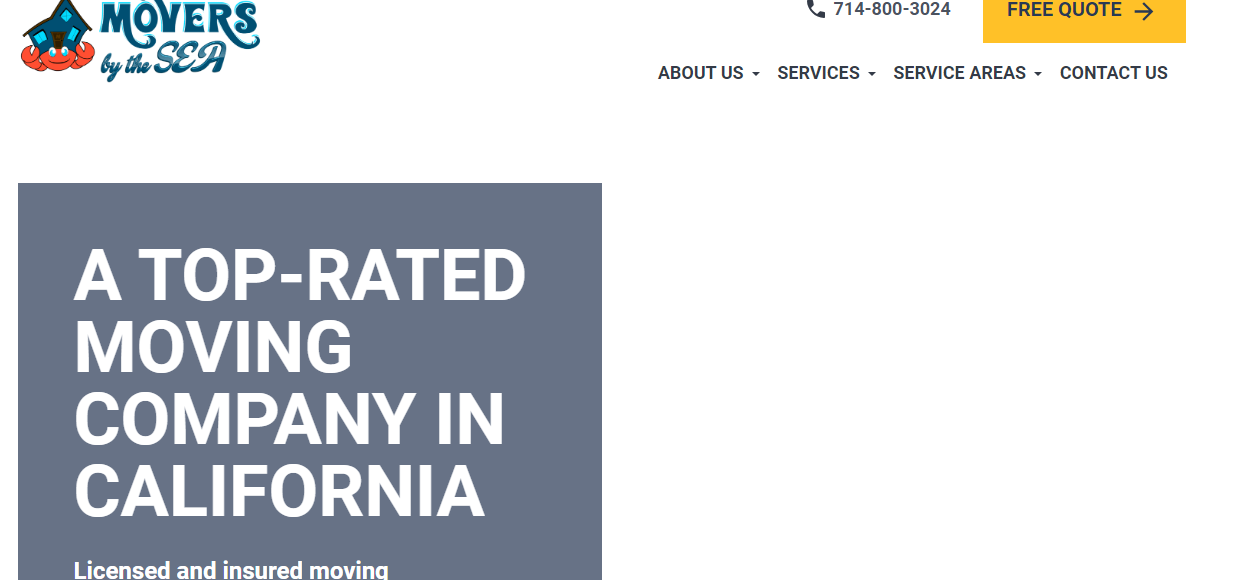 MOVERS
by the SEA
714-800-3024
FREE QUOTE
ABOUT US SERVICES SERVICE AREAS CONTACT US
A TOP-RATED
MOVING
COMPANY IN
CALIFORNIA
Licensed and insured moving